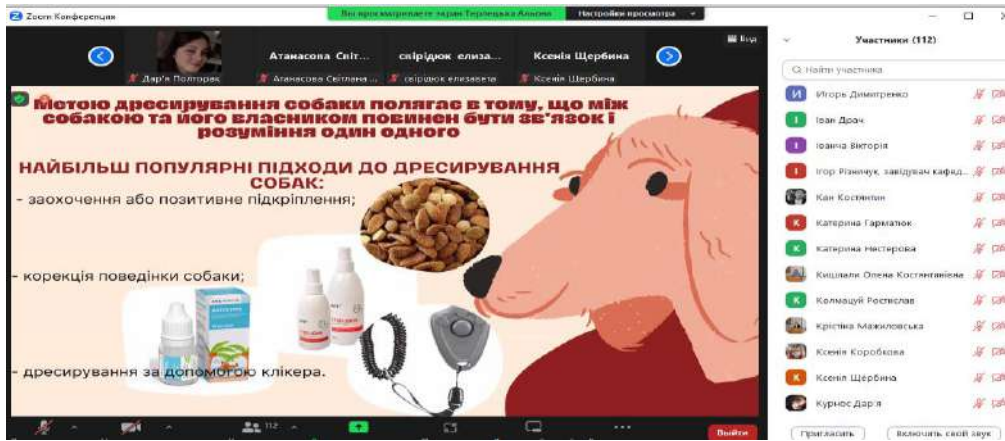 Zoom Конференция
Вы просматриваете экран Терлецька Альона
Настройки просмотра
Вид
Дар'я Полторак
Атанасова Світ...
Атанасова Світлана ...
свірідюк елиза...
свірідюк елизавета
Ксенія Щербина
Ксенія Щербина
Метою дресирування собаки полягає в тому, що між
собакою та його власником повинен бути зв'язок і
розуміння один одного
НАЙБІЛЬШ ПОПУЛЯРНІ ПІДХОДИ ДО ДРЕСИРУВАННЯ
СОБАК:
- заохочення або позитивне підкріплення;
- корекція поведінки собаки;
- дресирування за допомогою клікера.
112
Выйти
Участники (112)
Найти участника
И Игорь Димитренко
І Іван Драч
І Іванча Вікторія
І Ігор Різничук, завідувач кафед...
Кан Костянтин
К Катерина Гарматюк
К Катерина Нестерова
Кишлали Олена Костянтинівна
К Колмацуй Ростислав
Крістіна Мажиловська
Ксенія Коробкова
К Ксенія Щербина
Курнос Дар'я
Пригласить
Включить свой звук